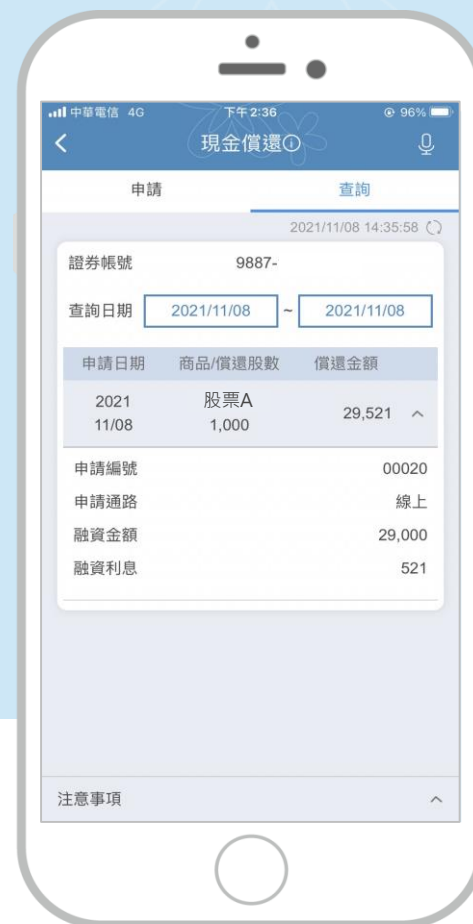 中華電信 4G 下午2:36 96%
現金償還
申請 查詢
2021/11/08 14:35:58
證券帳號 9887-
查詢日期 2021/11/08 ~ 2021/11/08
申請日期 商品/償還股數 償還金額
2021 股票A
11/08 1,000 29,521
申請編號 00020
申請通路 線上
融資金額 29,000
融資利息 521
注意事項